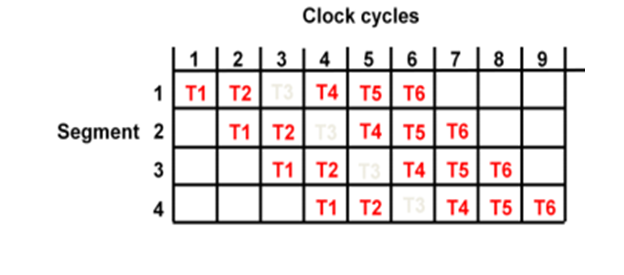 Clock cycles
1 2 3 4 5 6 7 8 9
1 T1 T2 T3 T4 T5 T6
Segment 2 T1 T2 T3 T4 T5 T6
3 T1 T2 T3 T4 T5 T6
4 T1 T2 T3 T4 T5 T6